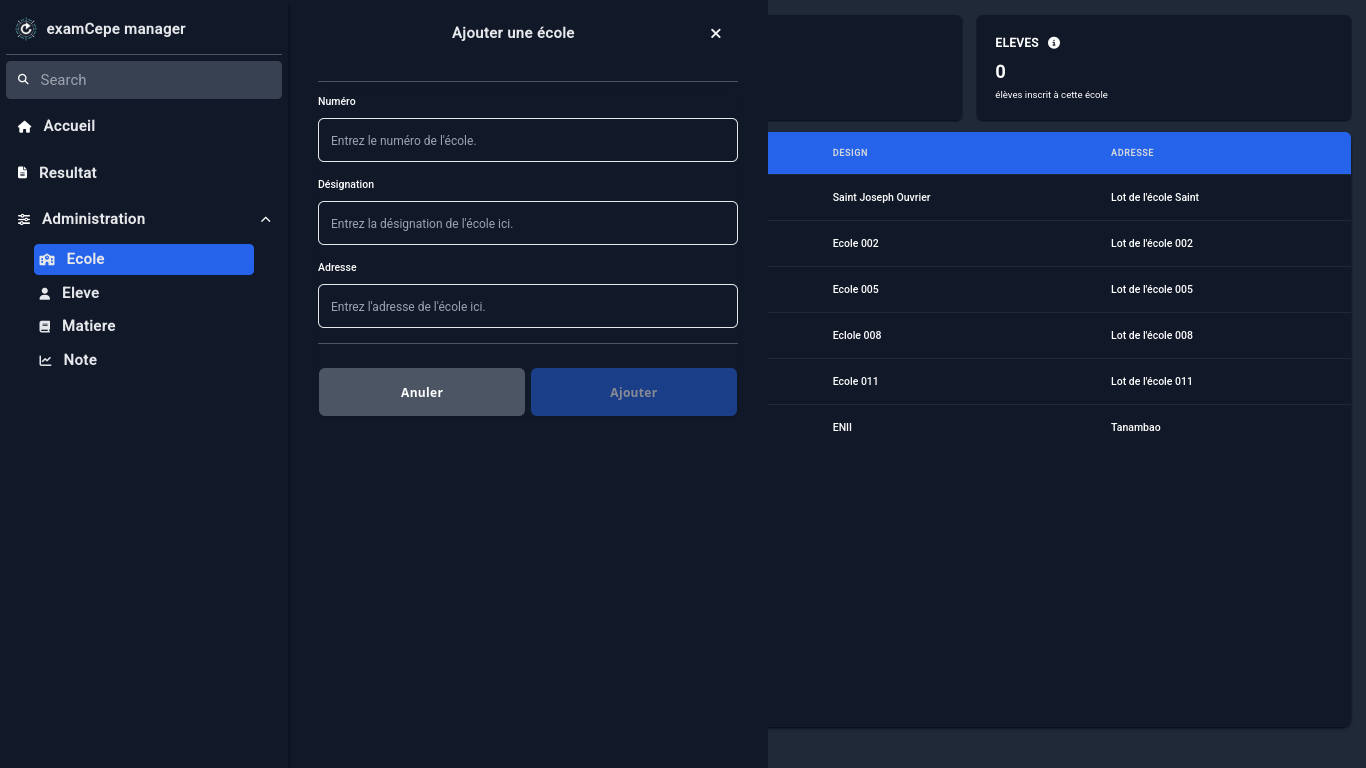 examCepe manager
Search
Accueil
Resultat
Administration
Ecole
Eleve
Matiere
Note
Ajouter une école
Numéro
Entrez le numéro de l'école.
Désignation
Entrez la désignation de l'école ici.
Adresse
Entrez l'adresse de l'école ici.
Anuler Ajouter
ELEVES
0
élèves inscrit à cette école
DESIGN ADRESSE
Saint Joseph Ouvrier Lot de l'école Saint
Ecole 002 Lot de l'école 002
Ecole 005 Lot de l'école 005
Eclole 008 Lot de l'école 008
Ecole 011 Lot de l'école 011
ENII Tanambao